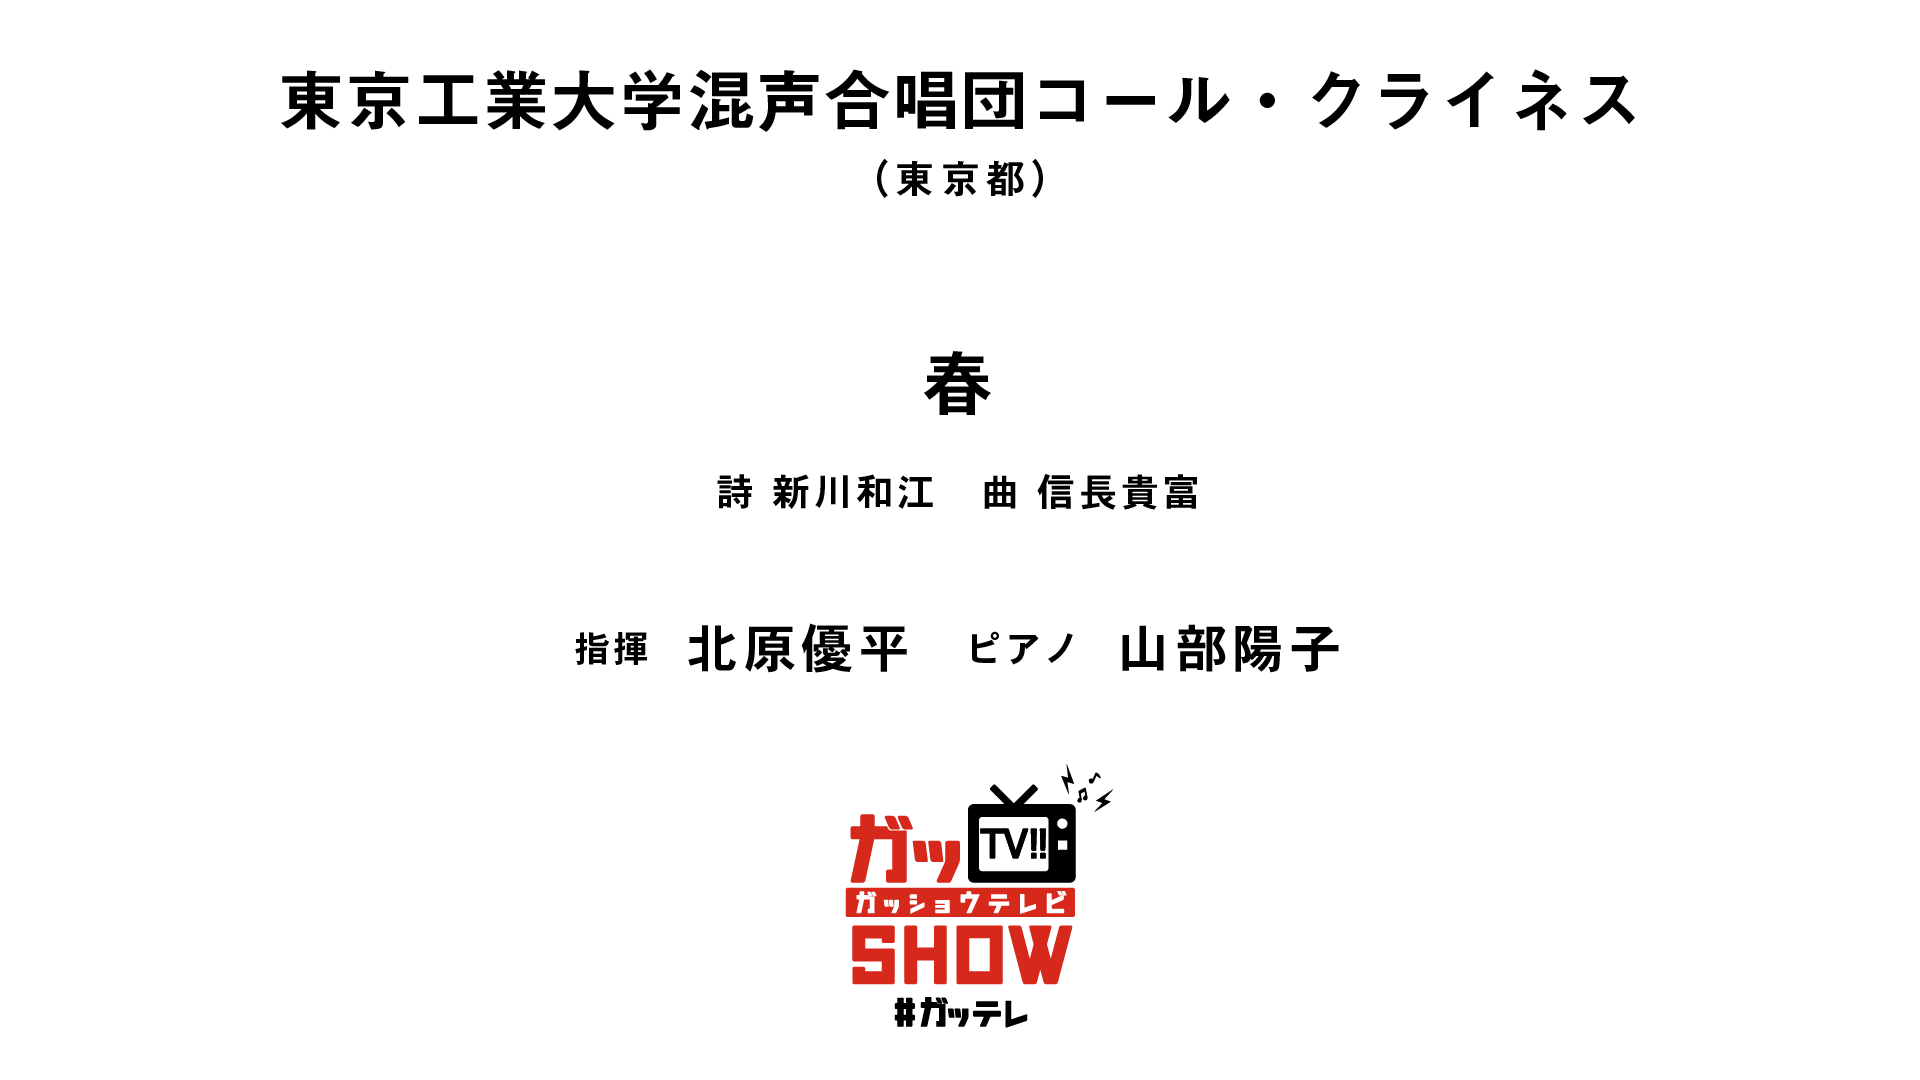 東京工業大学混声合唱団コール・クライネス
（東京都）
春
詩 新川和江　曲 信長貴富
指揮　北原優平　ピアノ　山部陽子
ガッTV!!
ガッショウテレビ
SHOW
#ガッテレ